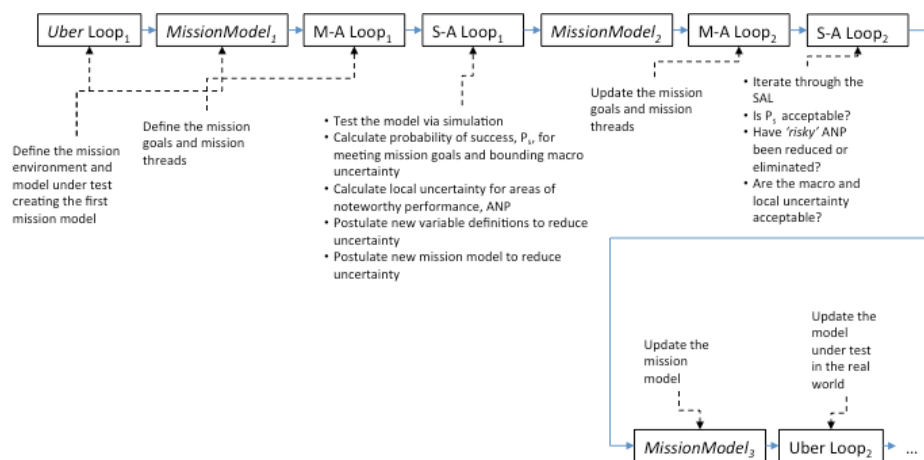 Uber Loop₁
MissionModel₁
M-A Loop₁
S-A Loop₁
MissionModel₂
M-A Loop₂
S-A Loop₂
Define the mission
environment and
model under test
creating the first
mission model
Define the mission
goals and mission
threads
• Test the model via simulation
• Calculate probability of success, Pₛ, for
meeting mission goals and bounding macro
uncertainty
• Calculate local uncertainty for areas of
noteworthy performance, ANP
• Postulate new variable definitions to reduce
uncertainty
• Postulate new mission model to reduce
uncertainty
Update the mission
goals and mission
threads
• Iterate through the
SAL
• Is Pₛ acceptable?
• Have ‘risky’ ANP
been reduced or
eliminated?
• Are the macro and
local uncertainty
acceptable?
Update the
mission
model
Update the
model
under test
in the real
world
MissionModel₃
Uber Loop₂
...